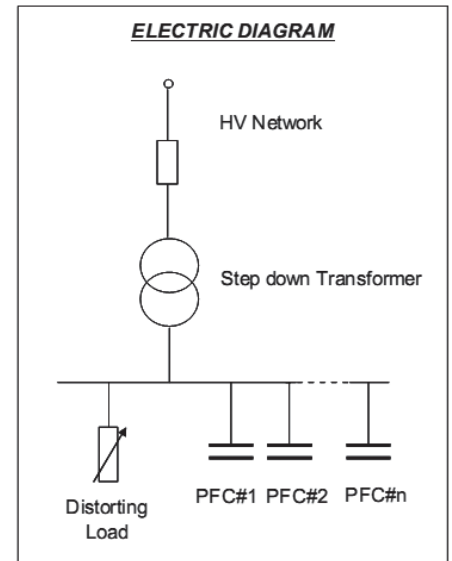 ELECTRIC DIAGRAM
HV Network
Step down Transformer
PFC#1 PFC#2 PFC#n
Distorting
Load